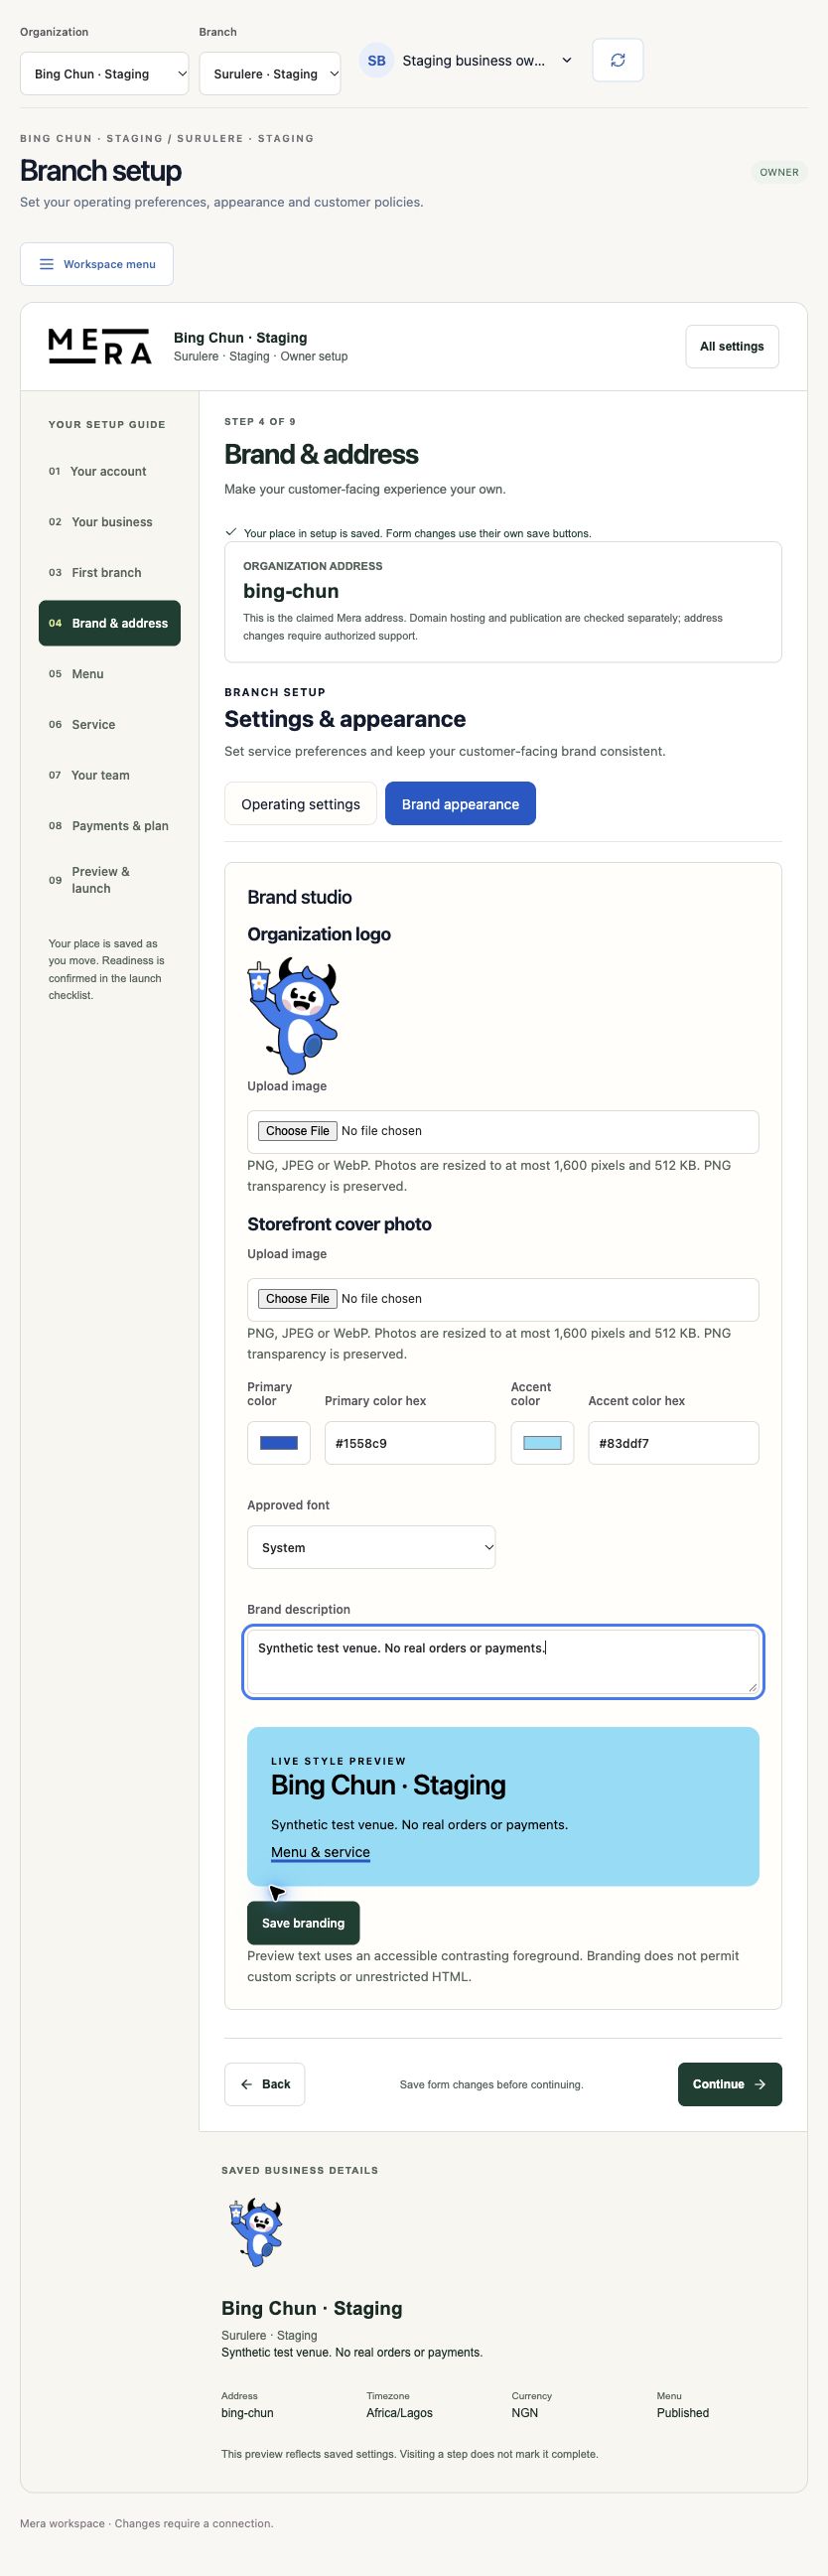 Organization
Branch
Bing Chun · Staging
Surulere · Staging
SB
Staging business ow...
BING CHUN · STAGING / SURULERE · STAGING
Branch setup
OWNER
Set your operating preferences, appearance and customer policies.
Workspace menu
MERA
Bing Chun · Staging
Surulere · Staging · Owner setup
All settings
YOUR SETUP GUIDE
01 Your account
02 Your business
03 First branch
04 Brand & address
05 Menu
06 Service
07 Your team
08 Payments & plan
09 Preview &
launch
Your place is saved as
you move. Readiness is
confirmed in the launch
checklist.
STEP 4 OF 9
Brand & address
Make your customer-facing experience your own.
Your place in setup is saved. Form changes use their own save buttons.
ORGANIZATION ADDRESS
bing-chun
This is the claimed Mera address. Domain hosting and publication are checked separately; address
changes require authorized support.
BRANCH SETUP
Settings & appearance
Set service preferences and keep your customer-facing brand consistent.
Operating settings
Brand appearance
Brand studio
Organization logo
Upload image
Choose File No file chosen
PNG, JPEG or WebP. Photos are resized to at most 1,600 pixels and 512 KB. PNG
transparency is preserved.
Storefront cover photo
Upload image
Choose File No file chosen
PNG, JPEG or WebP. Photos are resized to at most 1,600 pixels and 512 KB. PNG
transparency is preserved.
Primary
color
Primary color hex
Accent
color
Accent color hex
#1558c9
#83ddf7
Approved font
System
Brand description
Synthetic test venue. No real orders or payments.
LIVE STYLE PREVIEW
Bing Chun · Staging
Synthetic test venue. No real orders or payments.
Menu & service
Save branding
Preview text uses an accessible contrasting foreground. Branding does not permit
custom scripts or unrestricted HTML.
Back
Save form changes before continuing.
Continue
SAVED BUSINESS DETAILS
Bing Chun · Staging
Surulere · Staging
Synthetic test venue. No real orders or payments.
Address
Timezone
Currency
Menu
bing-chun
Africa/Lagos
NGN
Published
This preview reflects saved settings. Visiting a step does not mark it complete.
Mera workspace · Changes require a connection.